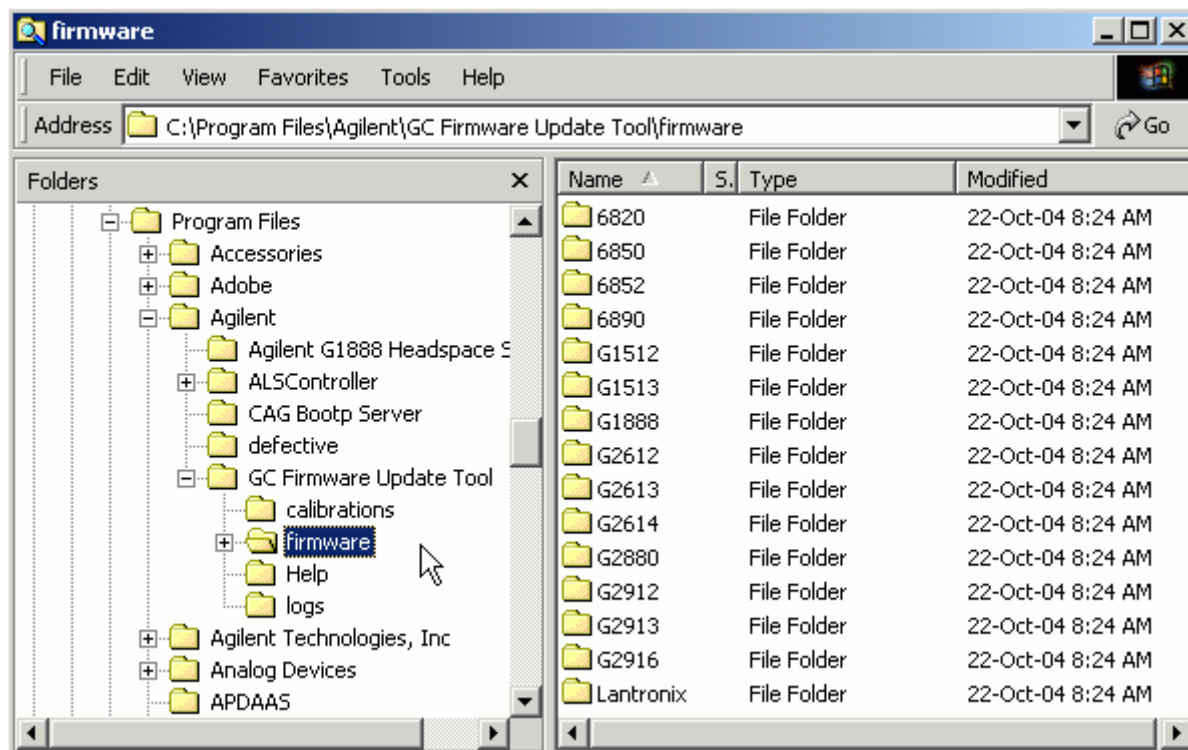 firmware
File Edit View Favorites Tools Help
Address C:\Program Files\Agilent\GC Firmware Update Tool\firmware Go
Folders
Program Files
Accessories
Adobe
Agilent
Agilent G1888 Headspace S
ALSController
CAG Bootp Server
defective
GC Firmware Update Tool
calibrations
firmware
Help
logs
Agilent Technologies, Inc
Analog Devices
APDAAS
Name S. Type Modified
6820 File Folder 22-Oct-04 8:24 AM
6850 File Folder 22-Oct-04 8:24 AM
6852 File Folder 22-Oct-04 8:24 AM
6890 File Folder 22-Oct-04 8:24 AM
G1512 File Folder 22-Oct-04 8:24 AM
G1513 File Folder 22-Oct-04 8:24 AM
G1888 File Folder 22-Oct-04 8:24 AM
G2612 File Folder 22-Oct-04 8:24 AM
G2613 File Folder 22-Oct-04 8:24 AM
G2614 File Folder 22-Oct-04 8:24 AM
G2880 File Folder 22-Oct-04 8:24 AM
G2912 File Folder 22-Oct-04 8:24 AM
G2913 File Folder 22-Oct-04 8:24 AM
G2916 File Folder 22-Oct-04 8:24 AM
Lantronix File Folder 22-Oct-04 8:24 AM